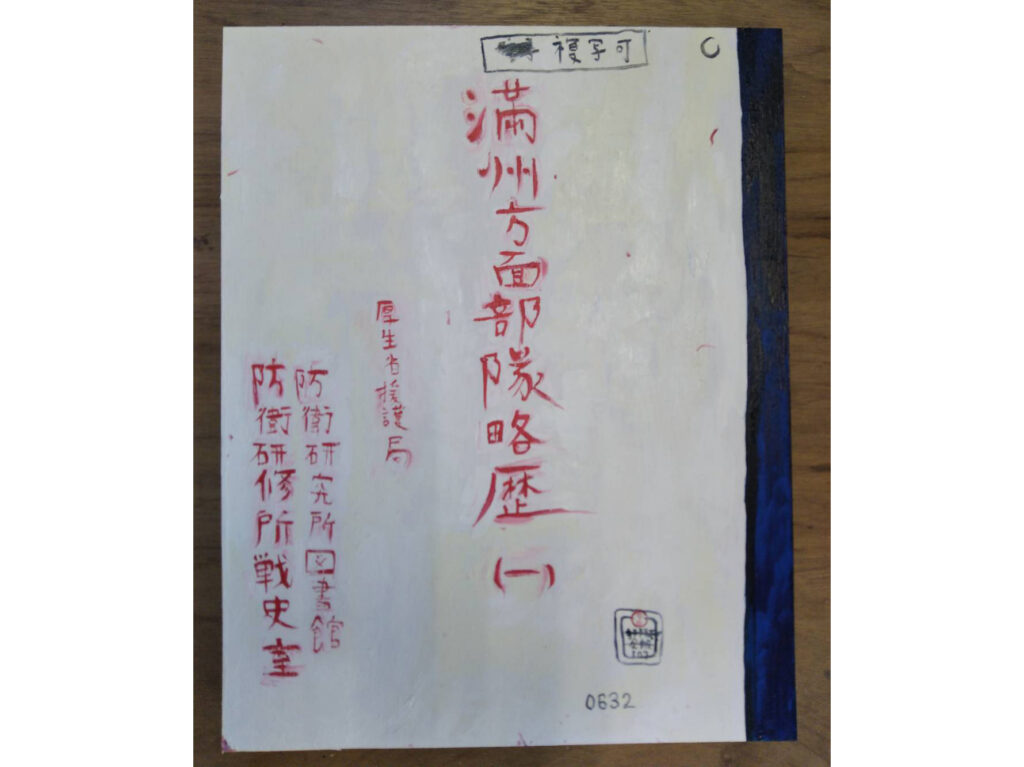 複写可
満州方面部隊略歴(一)
厚生省援護局
防衛研究所図書館
防衛研修所戦史室
0632